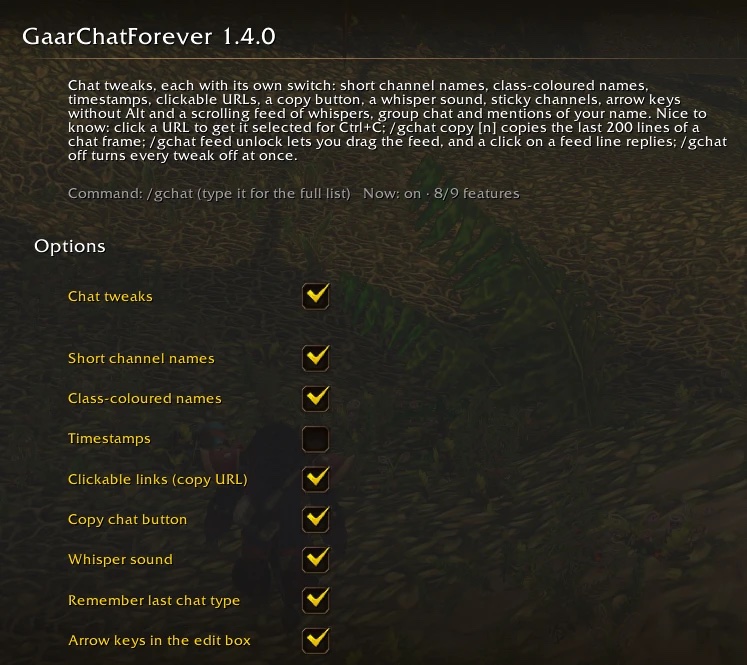 GaarChatForever 1.4.0
Chat tweaks, each with its own switch: short channel names, class-coloured names,
timestamps, clickable URLs, a copy button, a whisper sound, sticky channels, arrow keys
without Alt and a scrolling feed of whispers, group chat and mentions of your name. Nice to
know: click a URL to get it selected for Ctrl+C; /gchat copy [n] copies the last 200 lines of a
chat frame; /gchat feed unlock lets you drag the feed, and a click on a feed line replies; /gchat
off turns every tweak off at once.
Command: /gchat (type it for the full list) Now: on · 8/9 features
Options
Chat tweaks
Short channel names
Class-coloured names
Timestamps
Clickable links (copy URL)
Copy chat button
Whisper sound
Remember last chat type
Arrow keys in the edit box